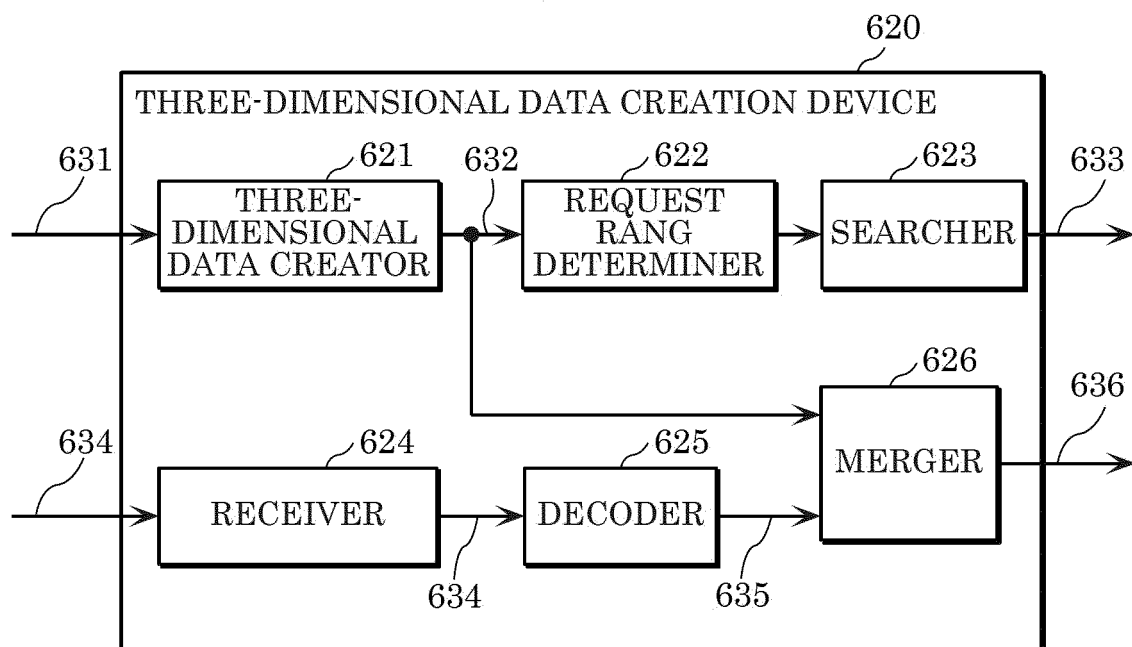 620
THREE-DIMENSIONAL DATA CREATION DEVICE
631
621
632
622
623
633
THREE-
DIMENSIONAL
DATA CREATOR
REQUEST
RANG
DETERMINER
SEARCHER
626
636
634
624
625
MERGER
RECEIVER
DECODER
634
635